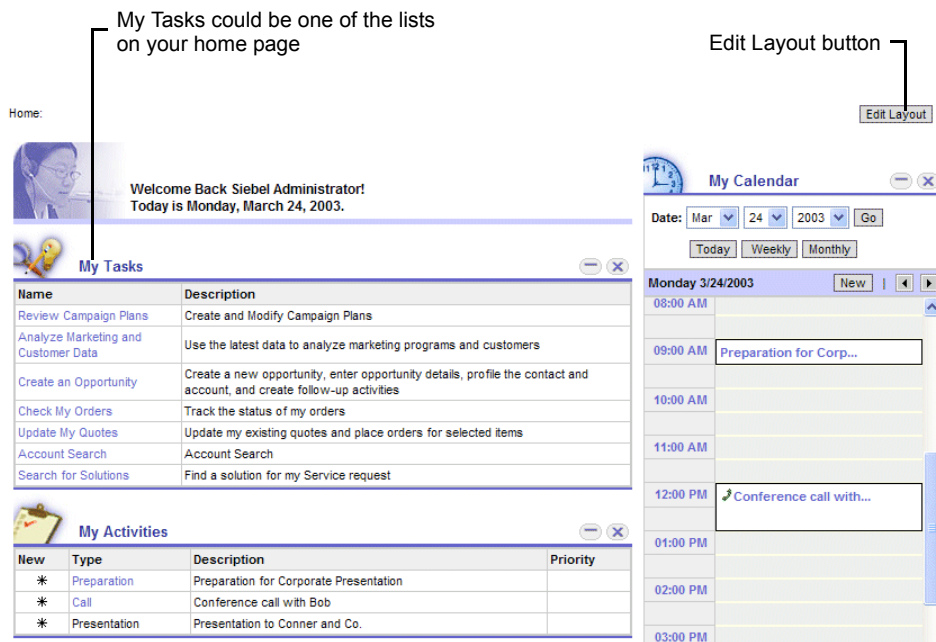 My Tasks could be one of the lists
on your home page
Edit Layout button
Home:
Edit Layout
Welcome Back Siebel Administrator!
Today is Monday, March 24, 2003.
My Tasks
Name Description
Review Campaign Plans Create and Modify Campaign Plans
Analyze Marketing and
Customer Data Use the latest data to analyze marketing programs and customers
Create an Opportunity Create a new opportunity, enter opportunity details, profile the contact and
account, and create follow-up activities
Check My Orders Track the status of my orders
Update My Quotes Update my existing quotes and place orders for selected items
Account Search Account Search
Search for Solutions Find a solution for my Service request
My Activities
New Type Description Priority
Preparation Preparation for Corporate Presentation
Call Conference call with Bob
Presentation Presentation to Conner and Co.
My Calendar
Date: Mar 24 2003 Go
Today Weekly Monthly
Monday 3/24/2003 New |
08:00 AM
09:00 AM Preparation for Corp...
10:00 AM
11:00 AM
12:00 PM Conference call with...
01:00 PM
02:00 PM
03:00 PM